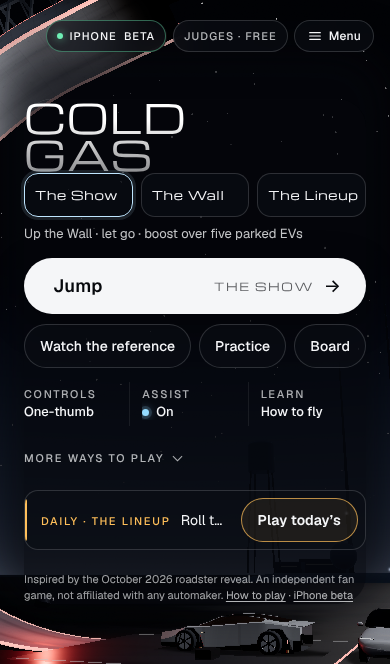 IPHONE BETA
JUDGES · FREE
Menu
COLD
GAS
The Show
The Wall
The Lineup
Up the Wall · let go · boost over five parked EVs
Jump
THE SHOW →
Watch the reference
Practice
Board
CONTROLS
One-thumb
ASSIST
On
LEARN
How to fly
MORE WAYS TO PLAY
DAILY · THE LINEUP
Roll t…
Play today’s
Inspired by the October 2026 roadster reveal. An independent fan
game, not affiliated with any automaker. How to play · iPhone beta